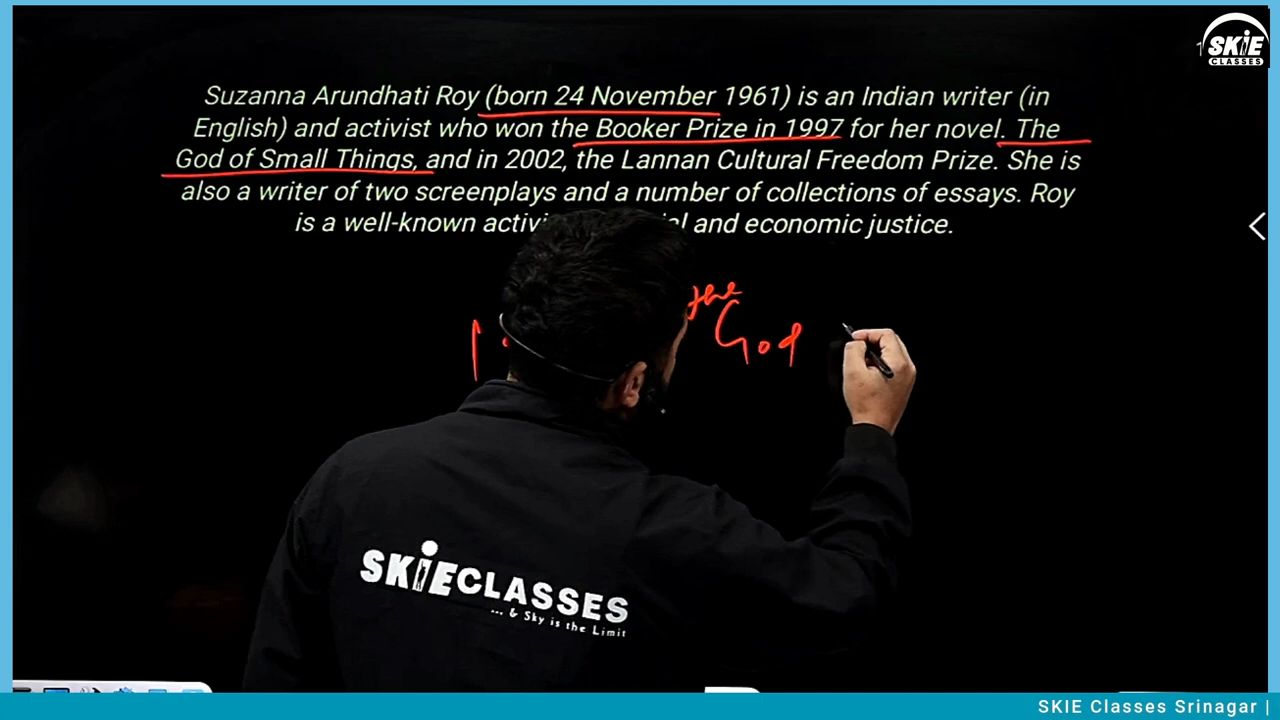 SKiE
CLASSES
Suzanna Arundhati Roy (born 24 November 1961) is an Indian writer (in
English) and activist who won the Booker Prize in 1997 for her novel. The
God of Small Things, and in 2002, the Lannan Cultural Freedom Prize. She is
also a writer of two screenplays and a number of collections of essays. Roy
is a well-known and economic justice.
the
God
SKiECLASSES
... & Sky is the Limit
SKIE Classes Srinagar |